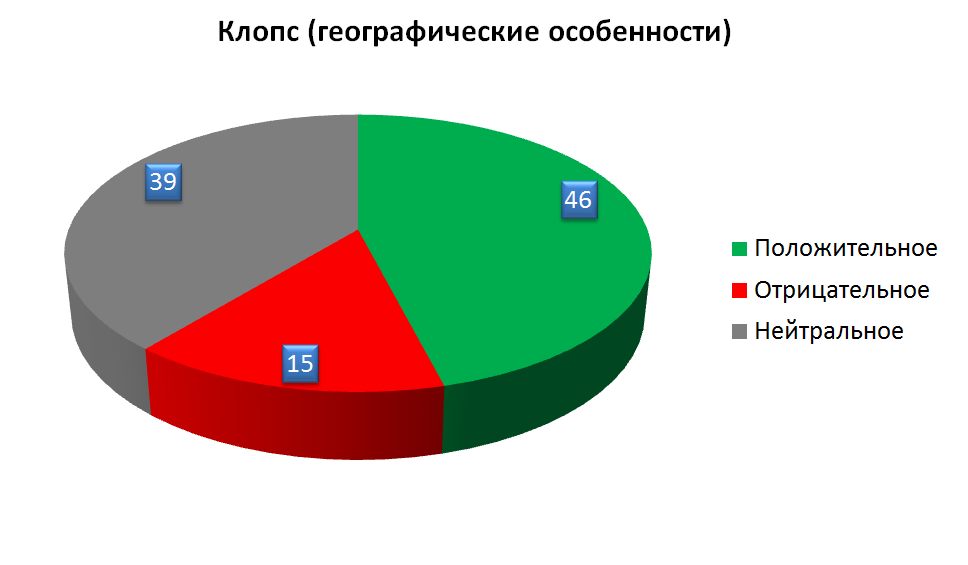 Клопс (географические особенности)
39
46
15
Положительное
Отрицательное
Нейтральное